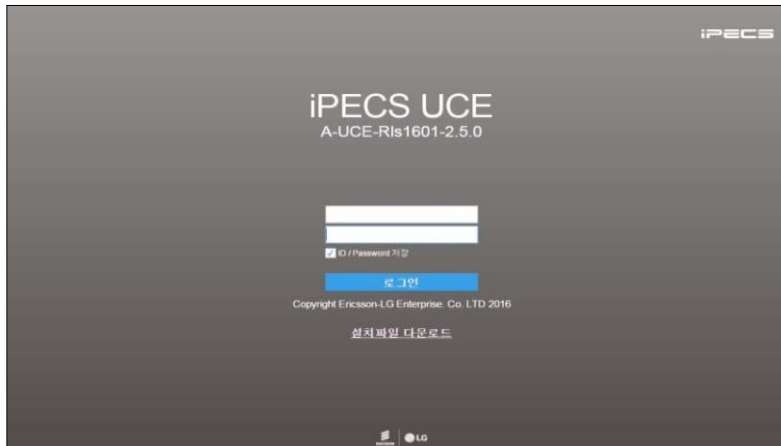 iPECS
iPECS UCE
A-UCE-Rls1601-2.5.0
ID / Password 저장
로그인
Copyright Ericsson-LG Enterprise. Co. LTD 2016
설치파일 다운로드
LG